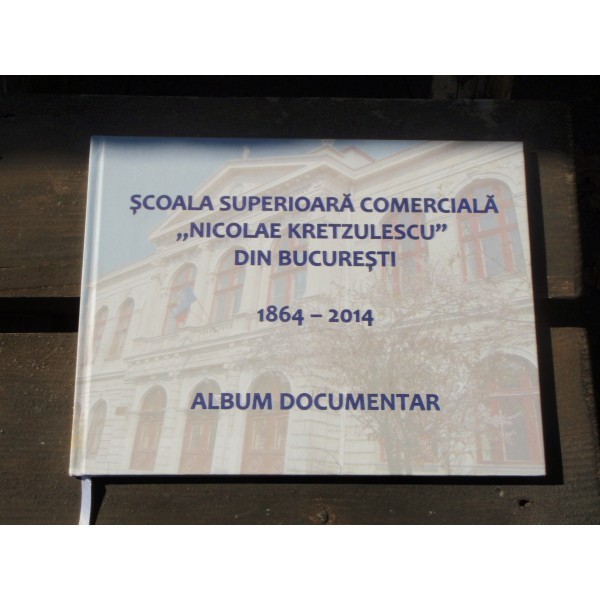 ŞCOALA SUPERIOARĂ COMERCIALĂ
„NICOLAE KRETZULESCU”
DIN BUCUREŞTI
1864 – 2014
ALBUM DOCUMENTAR